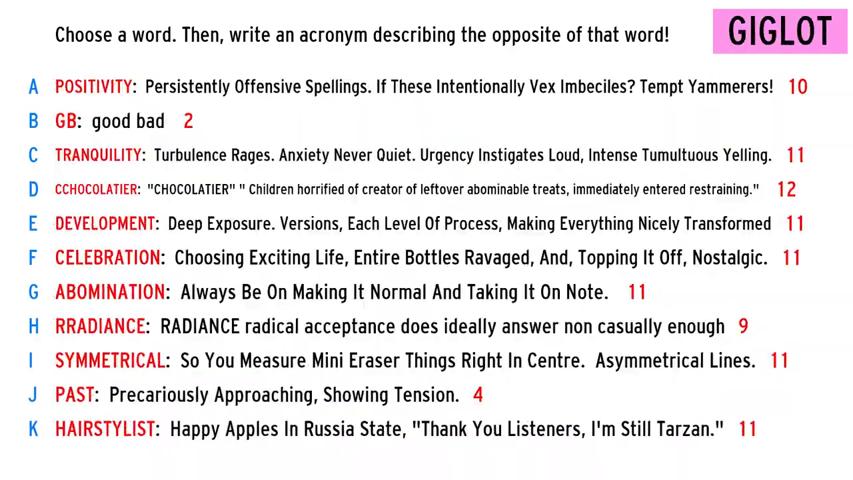 Choose a word. Then, write an acronym describing the opposite of that word!
GIGLOT
A POSITIVITY: Persistently Offensive Spellings. If These Intentionally Vex Imbeciles? Tempt Yammerers! 10
B GB: good bad 2
C TRANQUILITY: Turbulence Rages. Anxiety Never Quiet. Urgency Instigates Loud, Intense Tumultuous Yelling. 11
D CCHOCOLATIER: "CHOCOLATIER" " Children horrified of creator of leftover abominable treats, immediately entered restraining." 12
E DEVELOPMENT: Deep Exposure. Versions, Each Level Of Process, Making Everything Nicely Transformed 11
F CELEBRATION: Choosing Exciting Life, Entire Bottles Ravaged, And, Topping It Off, Nostalgic. 11
G ABOMINATION: Always Be On Making It Normal And Taking It On Note. 11
H RRADIANCE: RADIANCE radical acceptance does ideally answer non casually enough 9
I SYMMETRICAL: So You Measure Mini Eraser Things Right In Centre. Asymmetrical Lines. 11
J PAST: Precariously Approaching, Showing Tension. 4
K HAIRSTYLIST: Happy Apples In Russia State, "Thank You Listeners, I'm Still Tarzan." 11